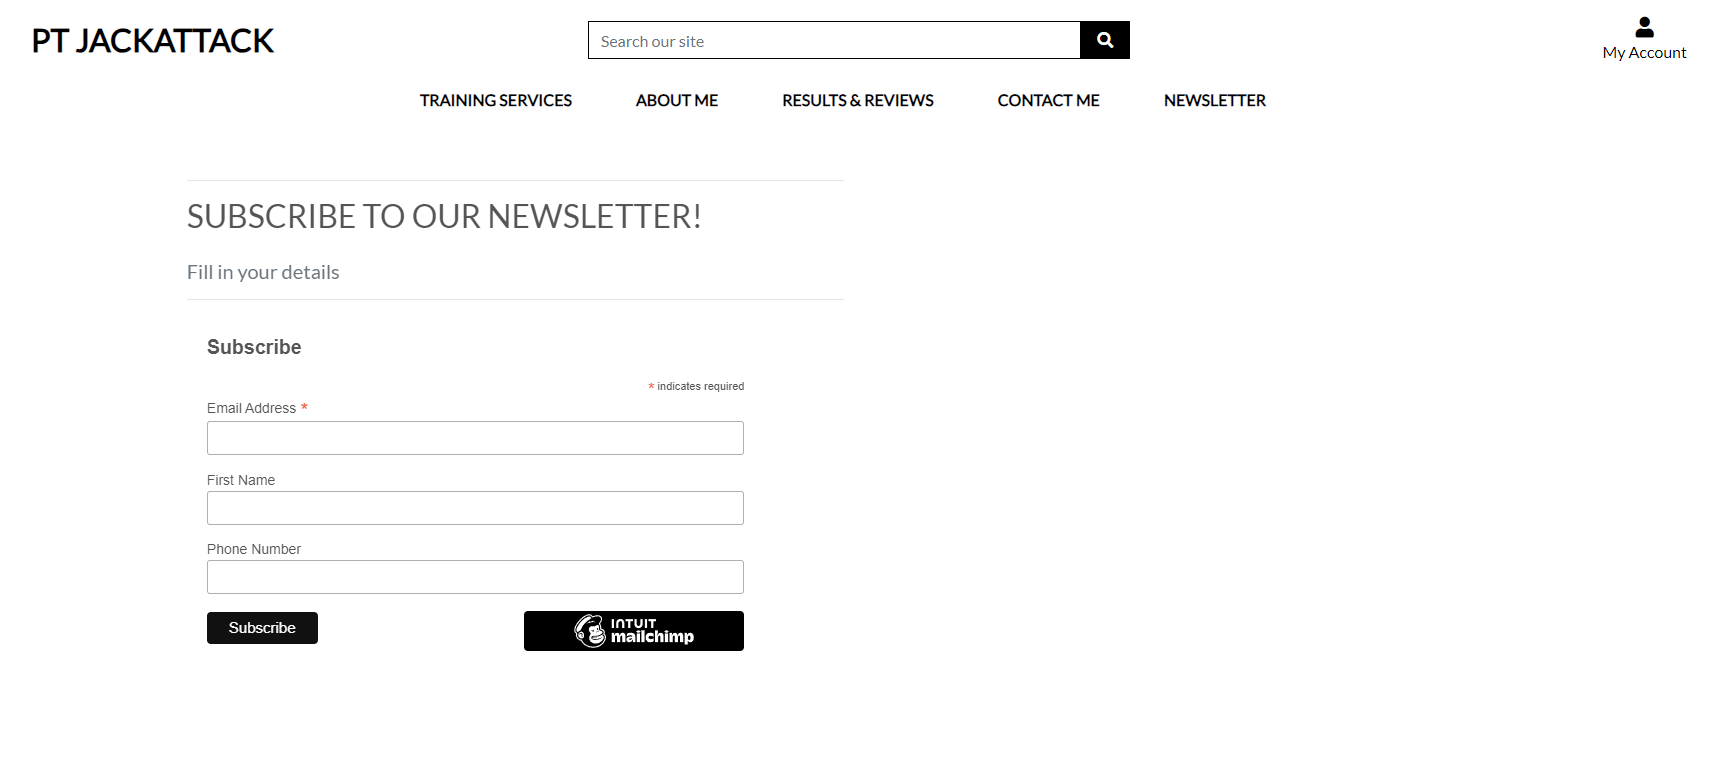 PT JACKATTACK
Search our site
My Account
TRAINING SERVICES ABOUT ME RESULTS & REVIEWS CONTACT ME NEWSLETTER
SUBSCRIBE TO OUR NEWSLETTER!
Fill in your details
Subscribe
* indicates required
Email Address *
First Name
Phone Number
Subscribe
INTUIT
mailchimp